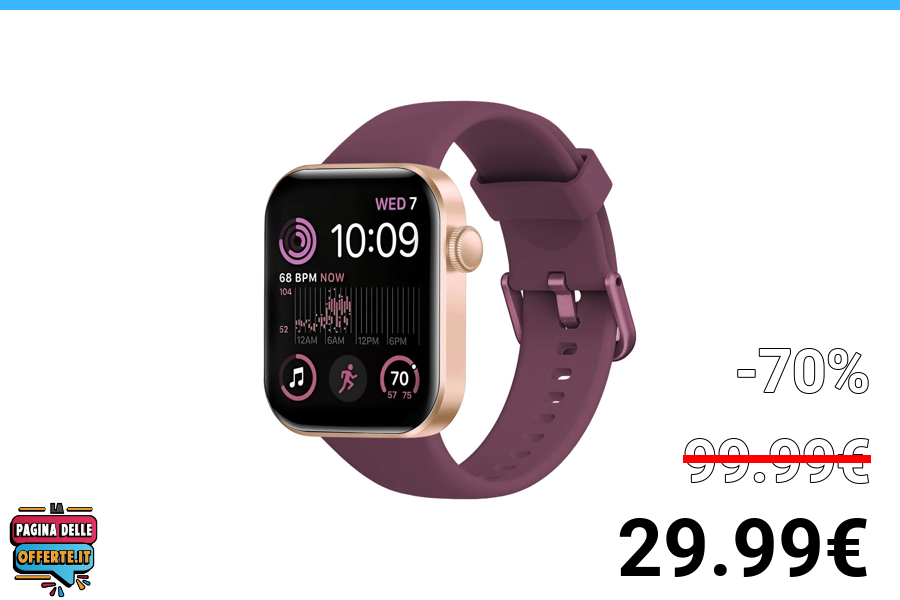 WED 7
10:09
68 BPM NOW
104
52
12AM 6AM 12PM 6PM
70
57 75
-70%
99.99€
29.99€
LA
PAGINA DELLE
OFFERTE.IT